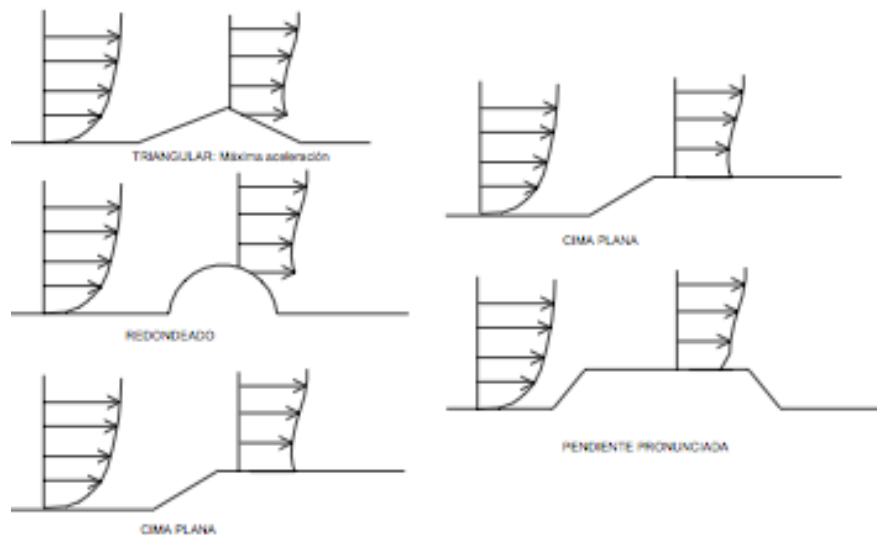 TRIANGULAR: Máxima aceleración
REDONDEADO
CIMA PLANA
CIMA PLANA
PENDIENTE PRONUNCIADA